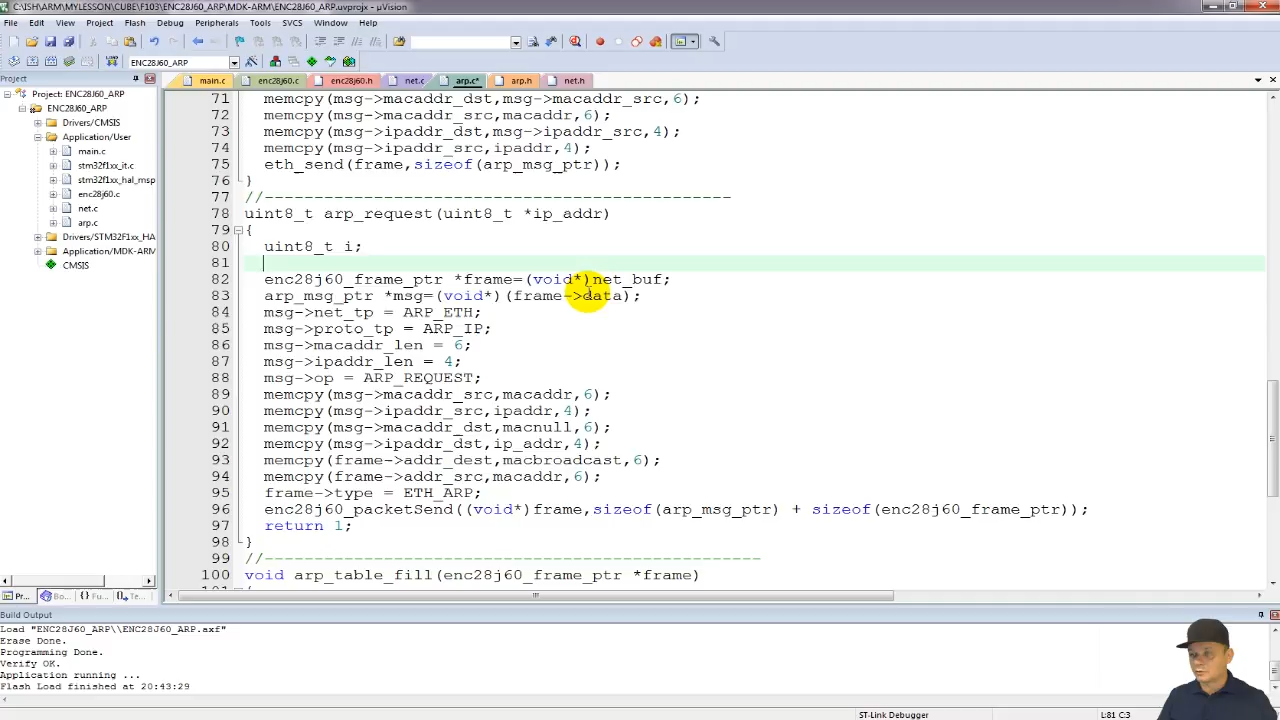 C:\ISH\ARM\MYLESSON\CUBE\F103\ENC28J60_ARP\MDK-ARM\ENC28J60_ARP.uvprojx - µVision
File Edit View Project Flash Debug Peripherals Tools SVCS Window Help
ENC28J60_ARP
Project
main.c enc28j60.c enc28j60.h net.c arp.c* arp.h net.h
Project: ENC28J60_ARP
ENC28J60_ARP
Drivers/CMSIS
Application/User
main.c
stm32f1xx_it.c
stm32f1xx_hal_msp
enc28j60.c
net.c
arp.c
Drivers/STM32F1xx_HA
Application/MDK-ARM
CMSIS
71 memcpy(msg->macaddr_dst,msg->macaddr_src,6);
72 memcpy(msg->macaddr_src,macaddr,6);
73 memcpy(msg->ipaddr_dst,msg->ipaddr_src,4);
74 memcpy(msg->ipaddr_src,ipaddr,4);
75 eth_send(frame,sizeof(arp_msg_ptr));
76 }
77 //-----------------------------------------------
78 uint8_t arp_request(uint8_t *ip_addr)
79 {
80 uint8_t i;
81
82 enc28j60_frame_ptr *frame=(void*)net_buf;
83 arp_msg_ptr *msg=(void*)(frame->data);
84 msg->net_tp = ARP_ETH;
85 msg->proto_tp = ARP_IP;
86 msg->macaddr_len = 6;
87 msg->ipaddr_len = 4;
88 msg->op = ARP_REQUEST;
89 memcpy(msg->macaddr_src,macaddr,6);
90 memcpy(msg->ipaddr_src,ipaddr,4);
91 memcpy(msg->macaddr_dst,macnull,6);
92 memcpy(msg->ipaddr_dst,ip_addr,4);
93 memcpy(frame->addr_dest,macbroadcast,6);
94 memcpy(frame->addr_src,macaddr,6);
95 frame->type = ETH_ARP;
96 enc28j60_packetSend((void*)frame,sizeof(arp_msg_ptr) + sizeof(enc28j60_frame_ptr));
97 return 1;
98 }
99 //--------------------------------------------------
100 void arp_table_fill(enc28j60_frame_ptr *frame)
Pr... Bo... {} Fu... Te...
Build Output
Load "ENC28J60_ARP\\ENC28J60_ARP.axf"
Erase Done.
Programming Done.
Verify OK.
Application running ...
Flash Load finished at 20:43:29
ST-Link Debugger L:81 C:3